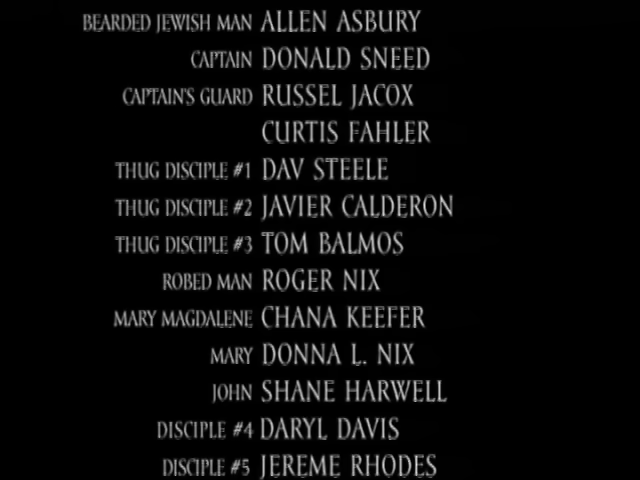 BEARDED JEWISH MAN ALLEN ASBURY
CAPTAIN DONALD SNEED
CAPTAIN'S GUARD RUSSEL JACOX
CURTIS FAHLER
THUG DISCIPLE #1 DAV STEELE
THUG DISCIPLE #2 JAVIER CALDERON
THUG DISCIPLE #3 TOM BALMOS
ROBED MAN ROGER NIX
MARY MAGDALENE CHANA KEEFER
MARY DONNA L. NIX
JOHN SHANE HARWELL
DISCIPLE #4 DARYL DAVIS
DISCIPLE #5 JEREME RHODES